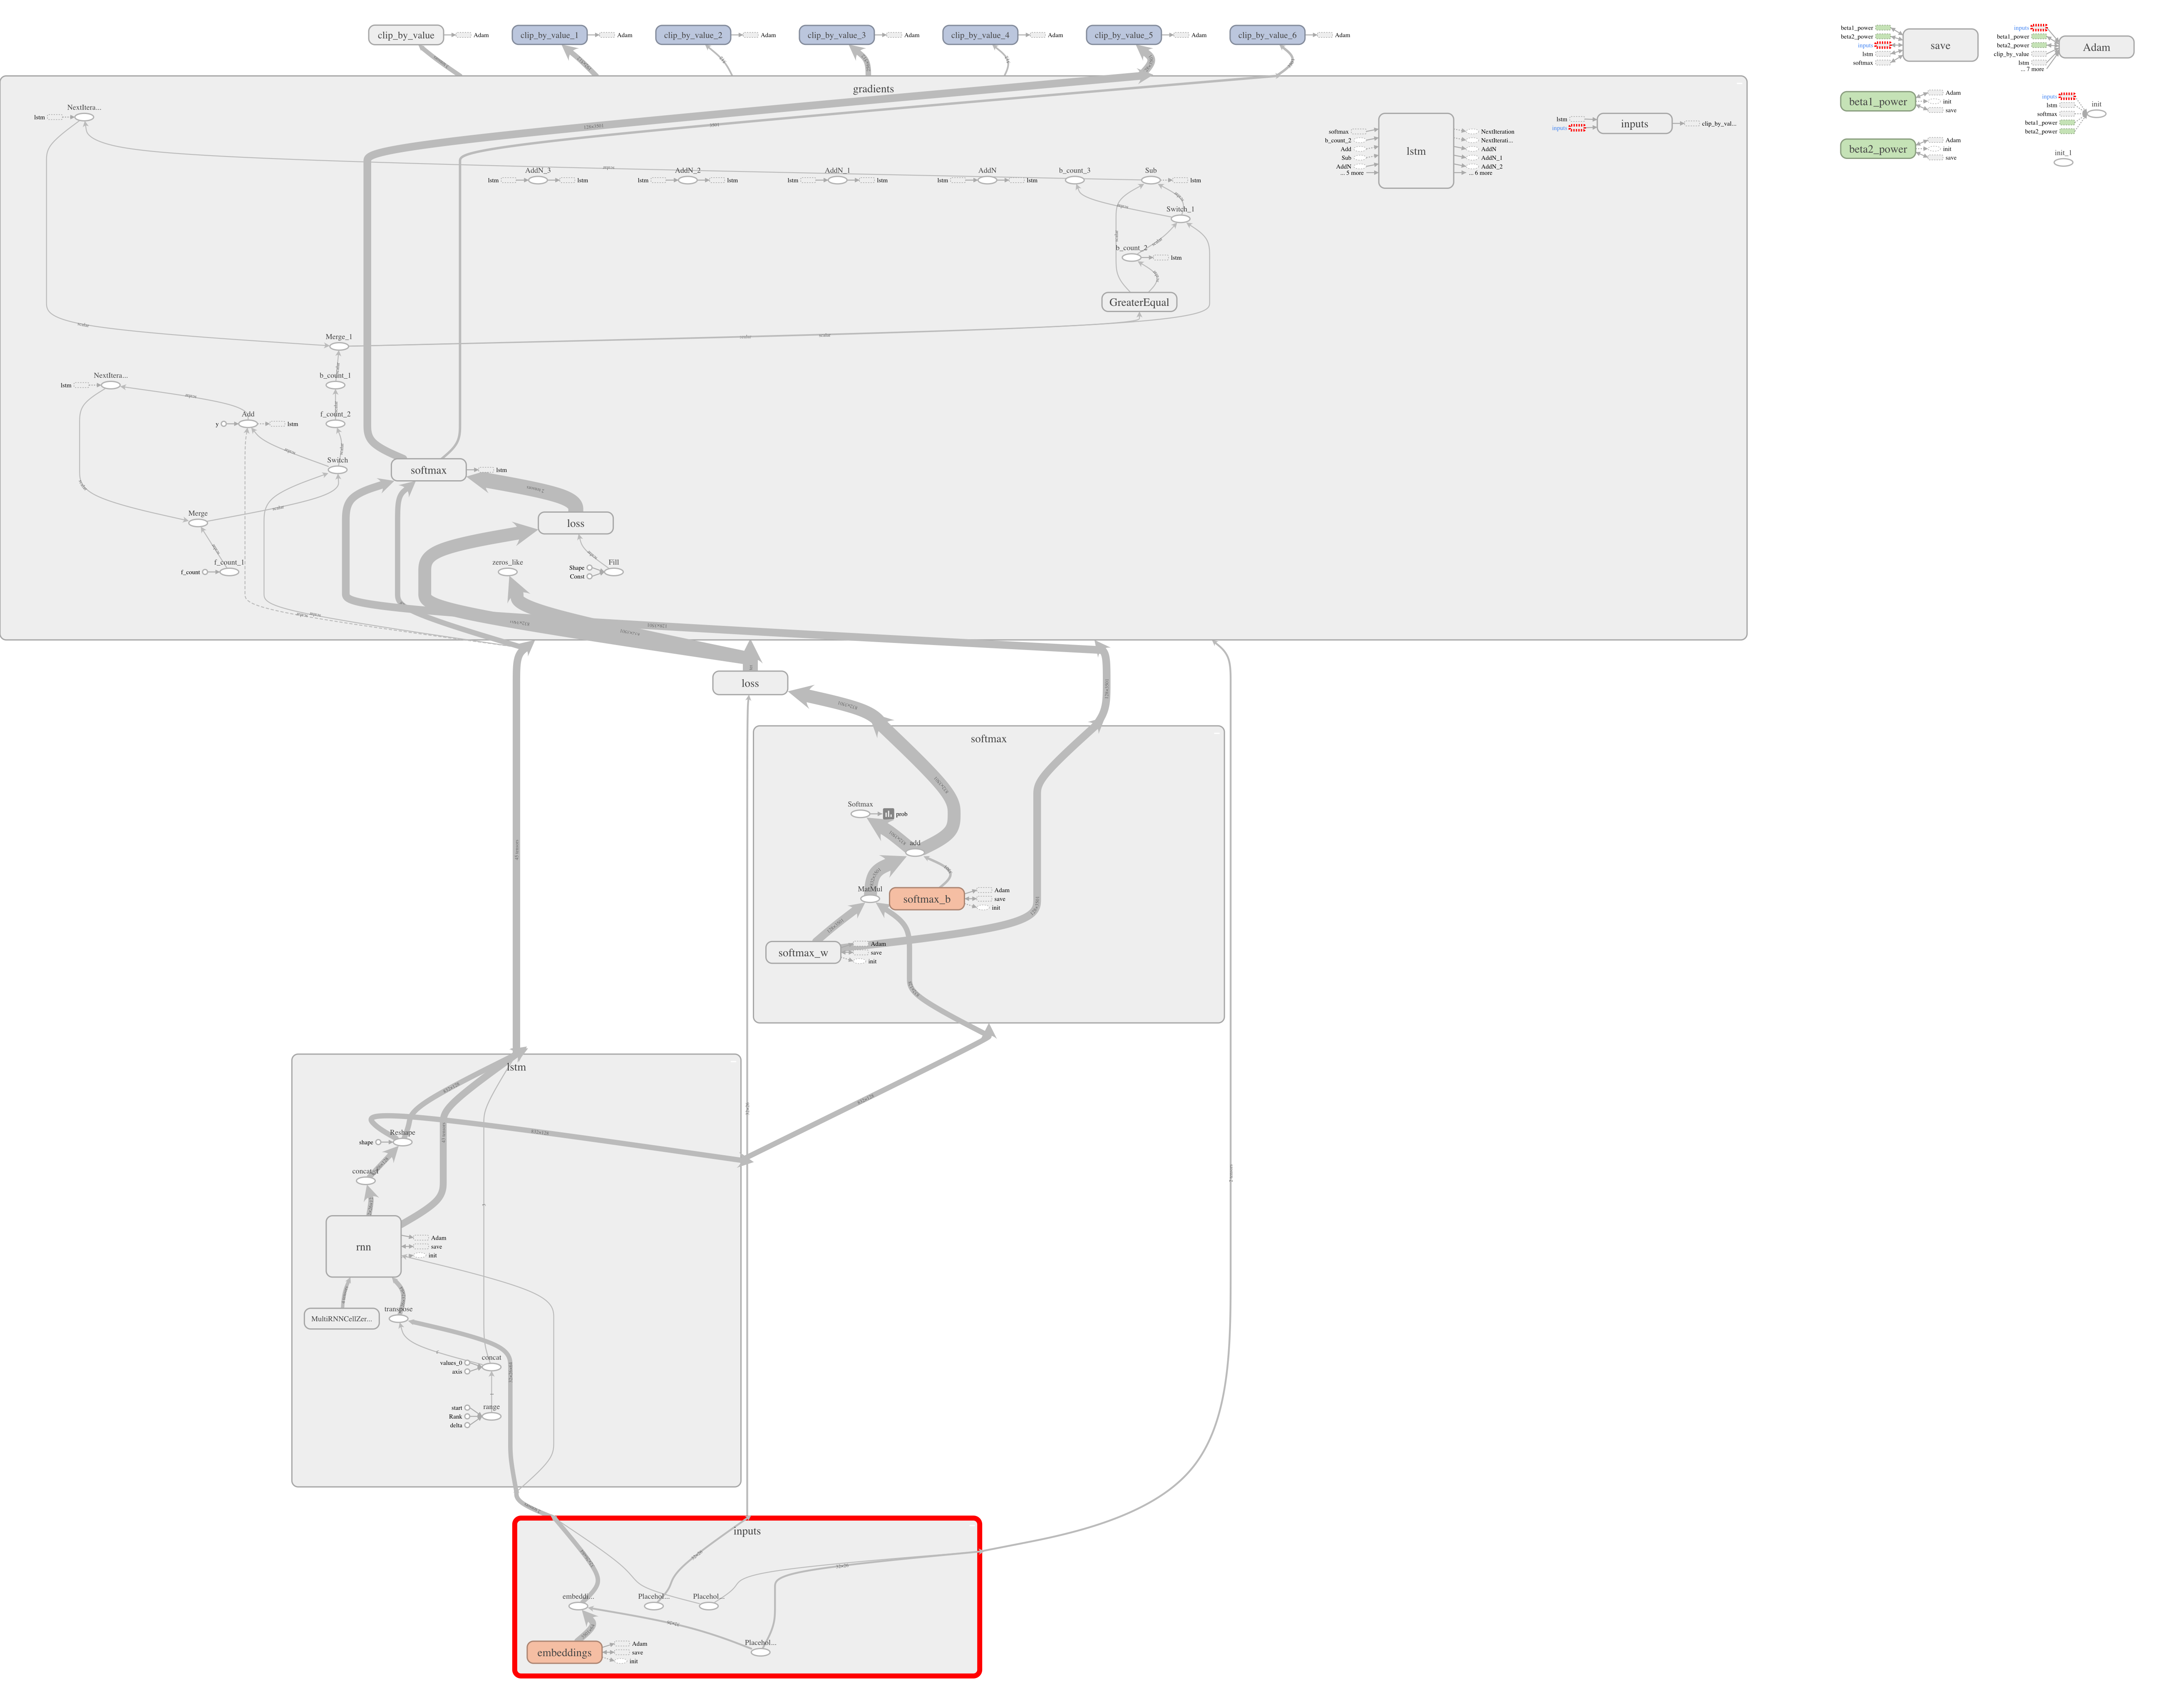 clip_by_value
Adam
clip_by_value_1
Adam
clip_by_value_2
Adam
clip_by_value_3
Adam
clip_by_value_4
Adam
clip_by_value_5
Adam
clip_by_value_6
Adam
gradients
NextItera...
lstm
AddN_3
lstm
lstm
AddN_2
lstm
lstm
AddN_1
lstm
lstm
AddN
lstm
lstm
b_count_3
Sub
lstm
Switch_1
b_count_2
lstm
GreaterEqual
softmax
b_count_2
Add
Sub
AddN
... 5 more
lstm
NextIteration
NextIterati...
AddN
AddN_1
AddN_2
... 6 more
lstm
inputs
inputs
clip_by_val...
Merge_1
NextItera...
lstm
b_count_1
Add
y
lstm
f_count_2
Switch
softmax
lstm
Merge
loss
f_count_1
f_count
zeros_like
Shape
Const
Fill
loss
softmax
Softmax
prob
add
MatMul
softmax_b
Adam
save
init
softmax_w
Adam
save
init
lstm
Reshape
shape
concat_1
rnn
Adam
save
init
MultiRNNCellZer...
transpose
concat
values_0
axis
range
start
Rank
delta
inputs
embeddi...
Placehol...
Placehol...
Placehol...
embeddings
Adam
save
init
beta1_power
beta2_power
inputs
lstm
softmax
save
inputs
beta1_power
beta2_power
clip_by_value
lstm
... 7 more
Adam
beta1_power
Adam
init
save
inputs
lstm
softmax
beta1_power
beta2_power
init
beta2_power
Adam
init
save
init_1